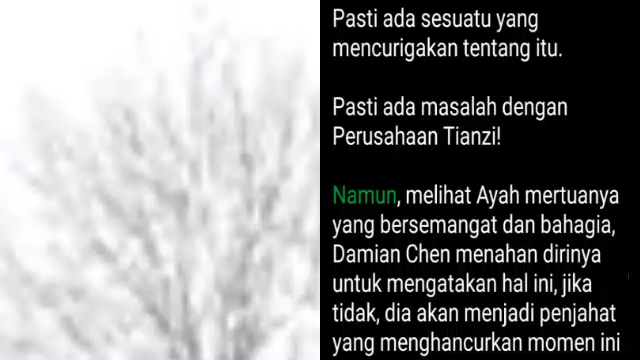 Pasti ada sesuatu yang
mencurigakan tentang itu.
Pasti ada masalah dengan
Perusahaan Tianzi!
Namun, melihat Ayah mertuanya
yang bersemangat dan bahagia,
Damian Chen menahan dirinya
untuk mengatakan hal ini, jika
tidak, dia akan menjadi penjahat
yang menghancurkan momen ini